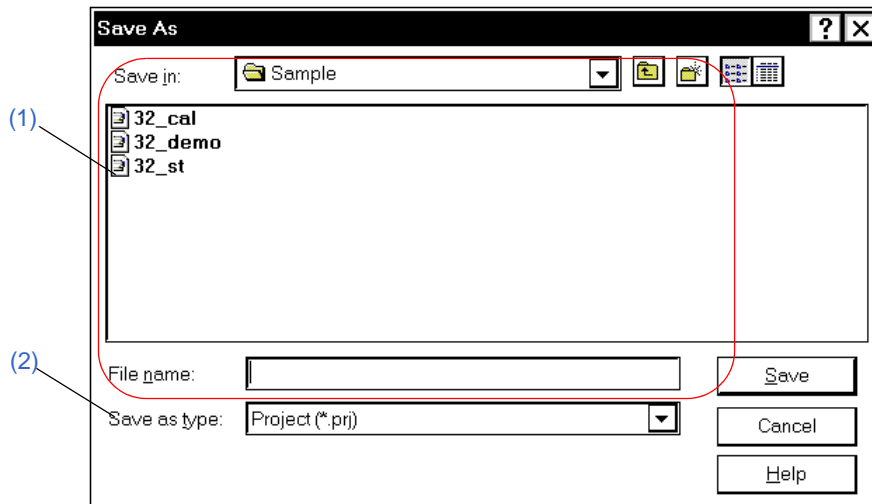 Save As
? ×
Save in: Sample
(1)
32_cal
32_demo
32_st
(2)
File name:
Save
Save as type: Project (*.prj)
Cancel
Help